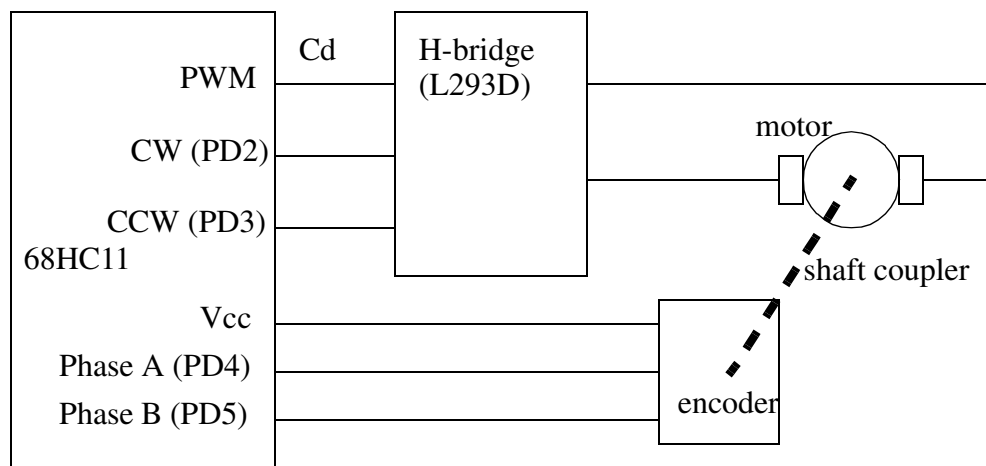 Cd
H-bridge
(L293D)
PWM
motor
CW (PD2)
CCW (PD3)
68HC11
shaft coupler
Vcc
Phase A (PD4)
encoder
Phase B (PD5)